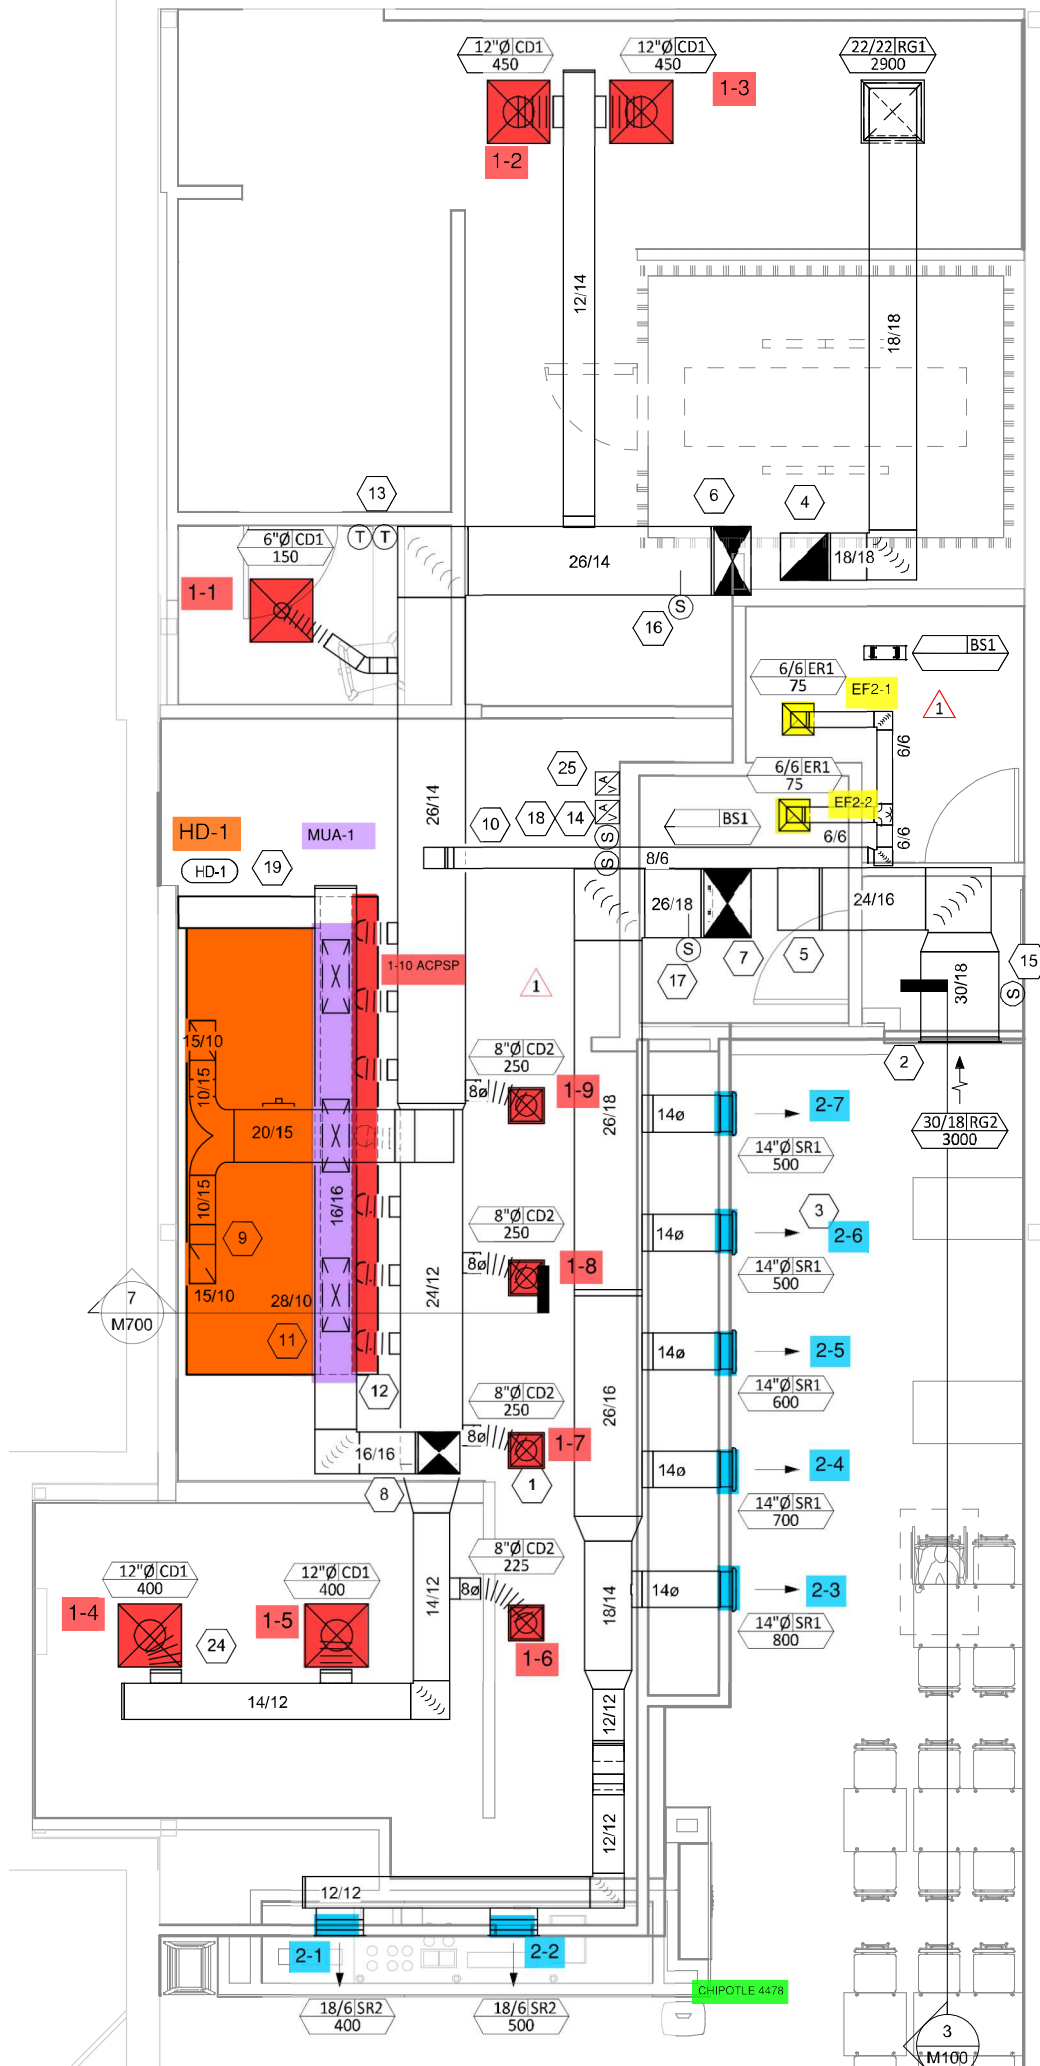 12"Ø CD1
450
12"Ø CD1
450
22/22 RG1
2900
1-3
1-2
12/14
18/18
13
6
4
T T
6"Ø CD1
150
26/14
18/18
1-1
S
16
BS1
6/6 ER1
75
EF2-1
1
6/6
25
A
6/6 ER1
75
EF2-2
26/14
10
18
14
A
S
BS1
6/6
6/6
HD-1
MUA-1
HD-1
19
S
8/6
26/18
24/16
1-10 ACPSP
S
17
7
5
15
S
30/18
1
15/10
8"Ø CD2
250
2
10/15
8ø
1-9
26/18
14ø
2-7
30/18 RG2
3000
20/15
14"Ø SR1
500
10/15
16/16
8"Ø CD2
250
3
9
14ø
2-6
8ø
1-8
14"Ø SR1
500
15/10
28/10
24/12
7
M700
11
14ø
2-5
12
8"Ø CD2
250
14"Ø SR1
600
26/16
8ø
1-7
16/16
14ø
2-4
8
1
14"Ø SR1
700
8"Ø CD2
225
12"Ø CD1
400
12"Ø CD1
400
14/12
8ø
18/14
14ø
2-3
1-4
1-5
24
14"Ø SR1
800
1-6
14/12
12/12
12/12
12/12
2-1
2-2
CHIPOTLE 4478
18/6 SR2
400
18/6 SR2
500
3
M100